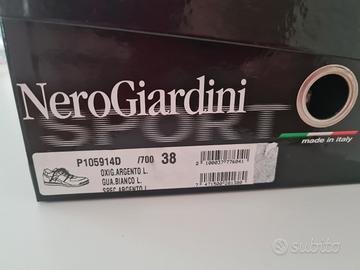 NeroGiardini
SPORT
made in italy
P105914D /700 38
OXIG.ARGENTO L.
GUA.BIANCO L.
SPEC.ARGENTO L
subito